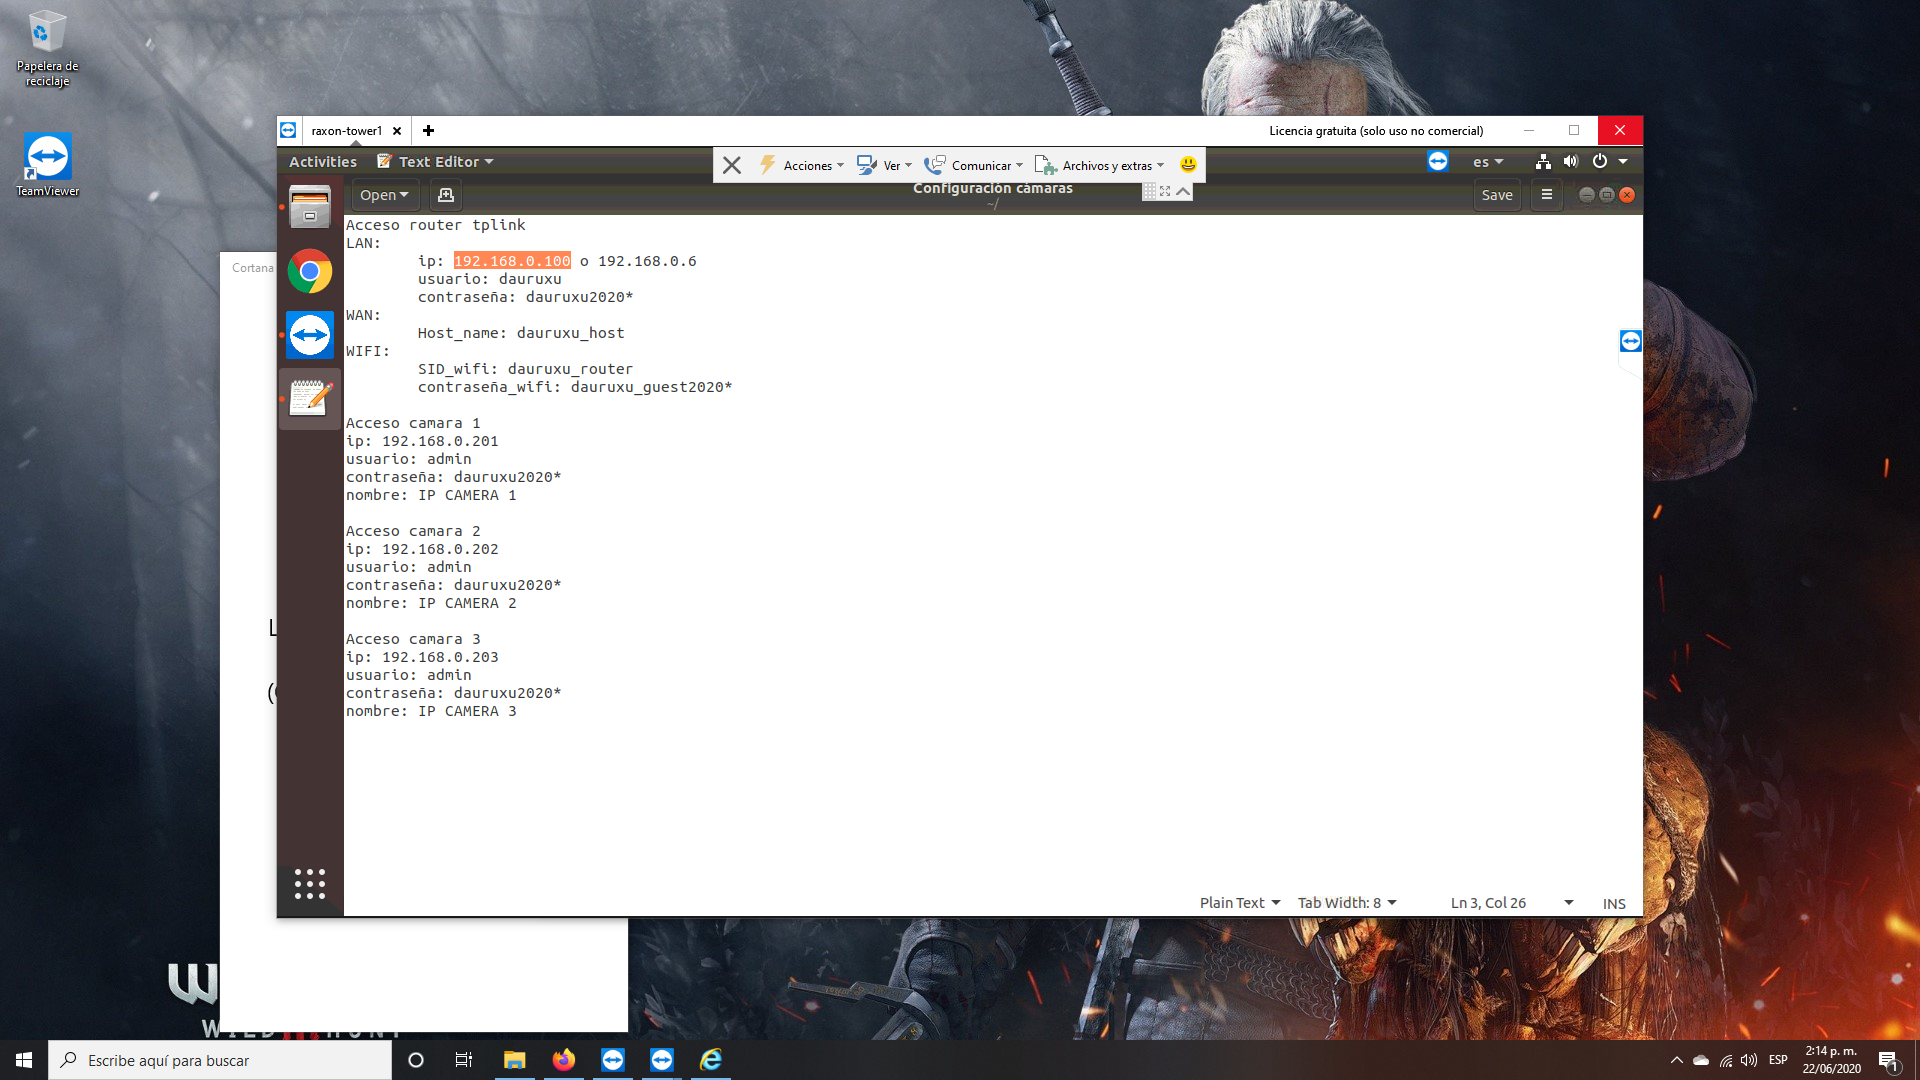 Papelera de
reciclaje
TeamViewer
Cortana
raxon-tower1
Licencia gratuita (solo uso no comercial)
Activities
Text Editor
Acciones
Ver
Comunicar
Archivos y extras
es
Open
Configuración cámaras
~/
Save
Acceso router tplink
LAN:
ip: 192.168.0.100 o 192.168.0.6
usuario: dauruxu
contraseña: dauruxu2020*
WAN:
Host_name: dauruxu_host
WIFI:
SID_wifi: dauruxu_router
contraseña_wifi: dauruxu_guest2020*
Acceso camara 1
ip: 192.168.0.201
usuario: admin
contraseña: dauruxu2020*
nombre: IP CAMERA 1
Acceso camara 2
ip: 192.168.0.202
usuario: admin
contraseña: dauruxu2020*
nombre: IP CAMERA 2
Acceso camara 3
ip: 192.168.0.203
usuario: admin
contraseña: dauruxu2020*
nombre: IP CAMERA 3
Plain Text
Tab Width: 8
Ln 3, Col 26
INS
Escribe aquí para buscar
ESP
2:14 p. m.
22/06/2020
1